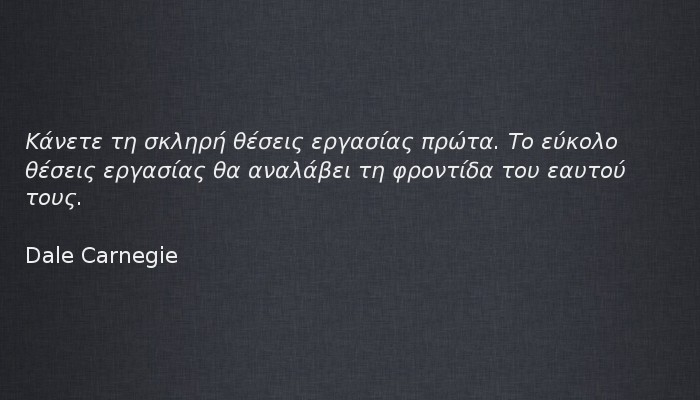 Κάνετε τη σκληρή θέσεις εργασίας πρώτα. Το εύκολο
θέσεις εργασίας θα αναλάβει τη φροντίδα του εαυτού
τους.
Dale Carnegie